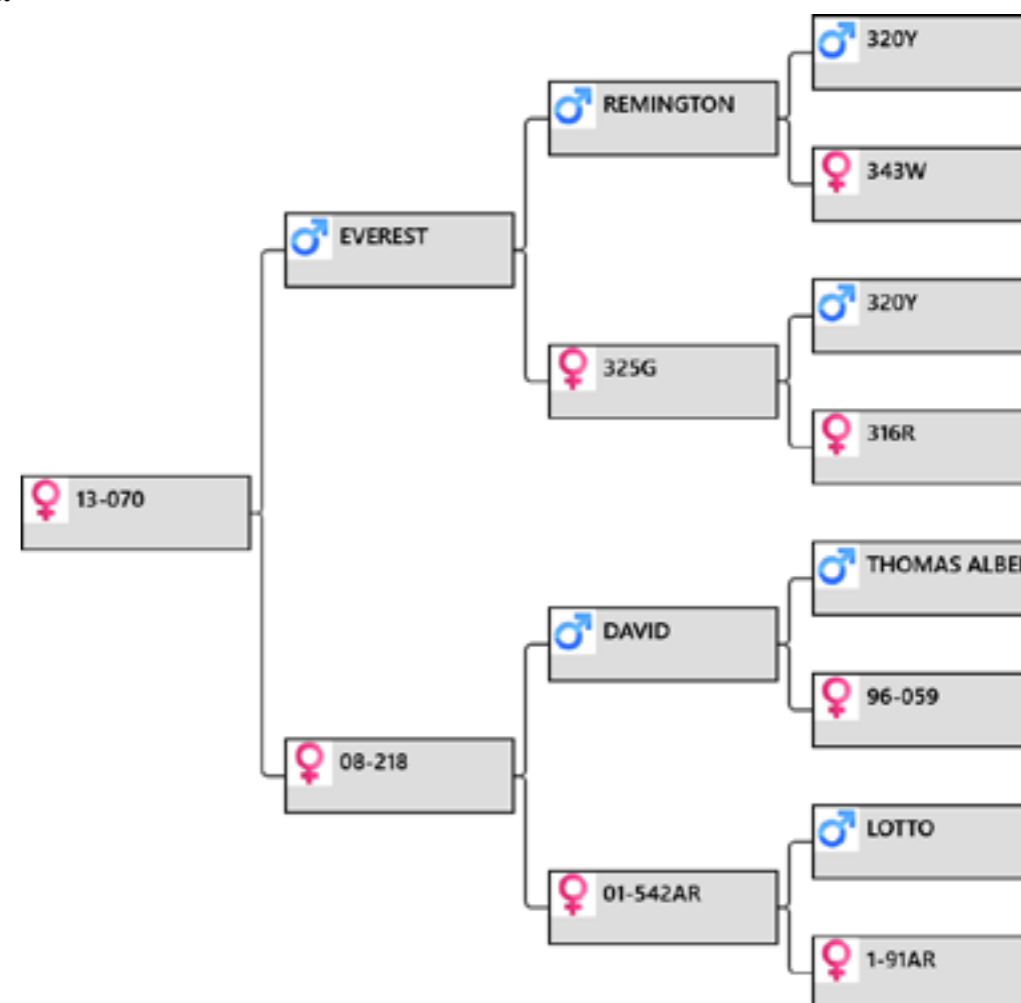 320Y
REMINGTON
343W
EVEREST
320Y
325G
316R
13-070
THOMAS
DAVID
96-059
08-218
LOTTO
01-542AR
1-91AR